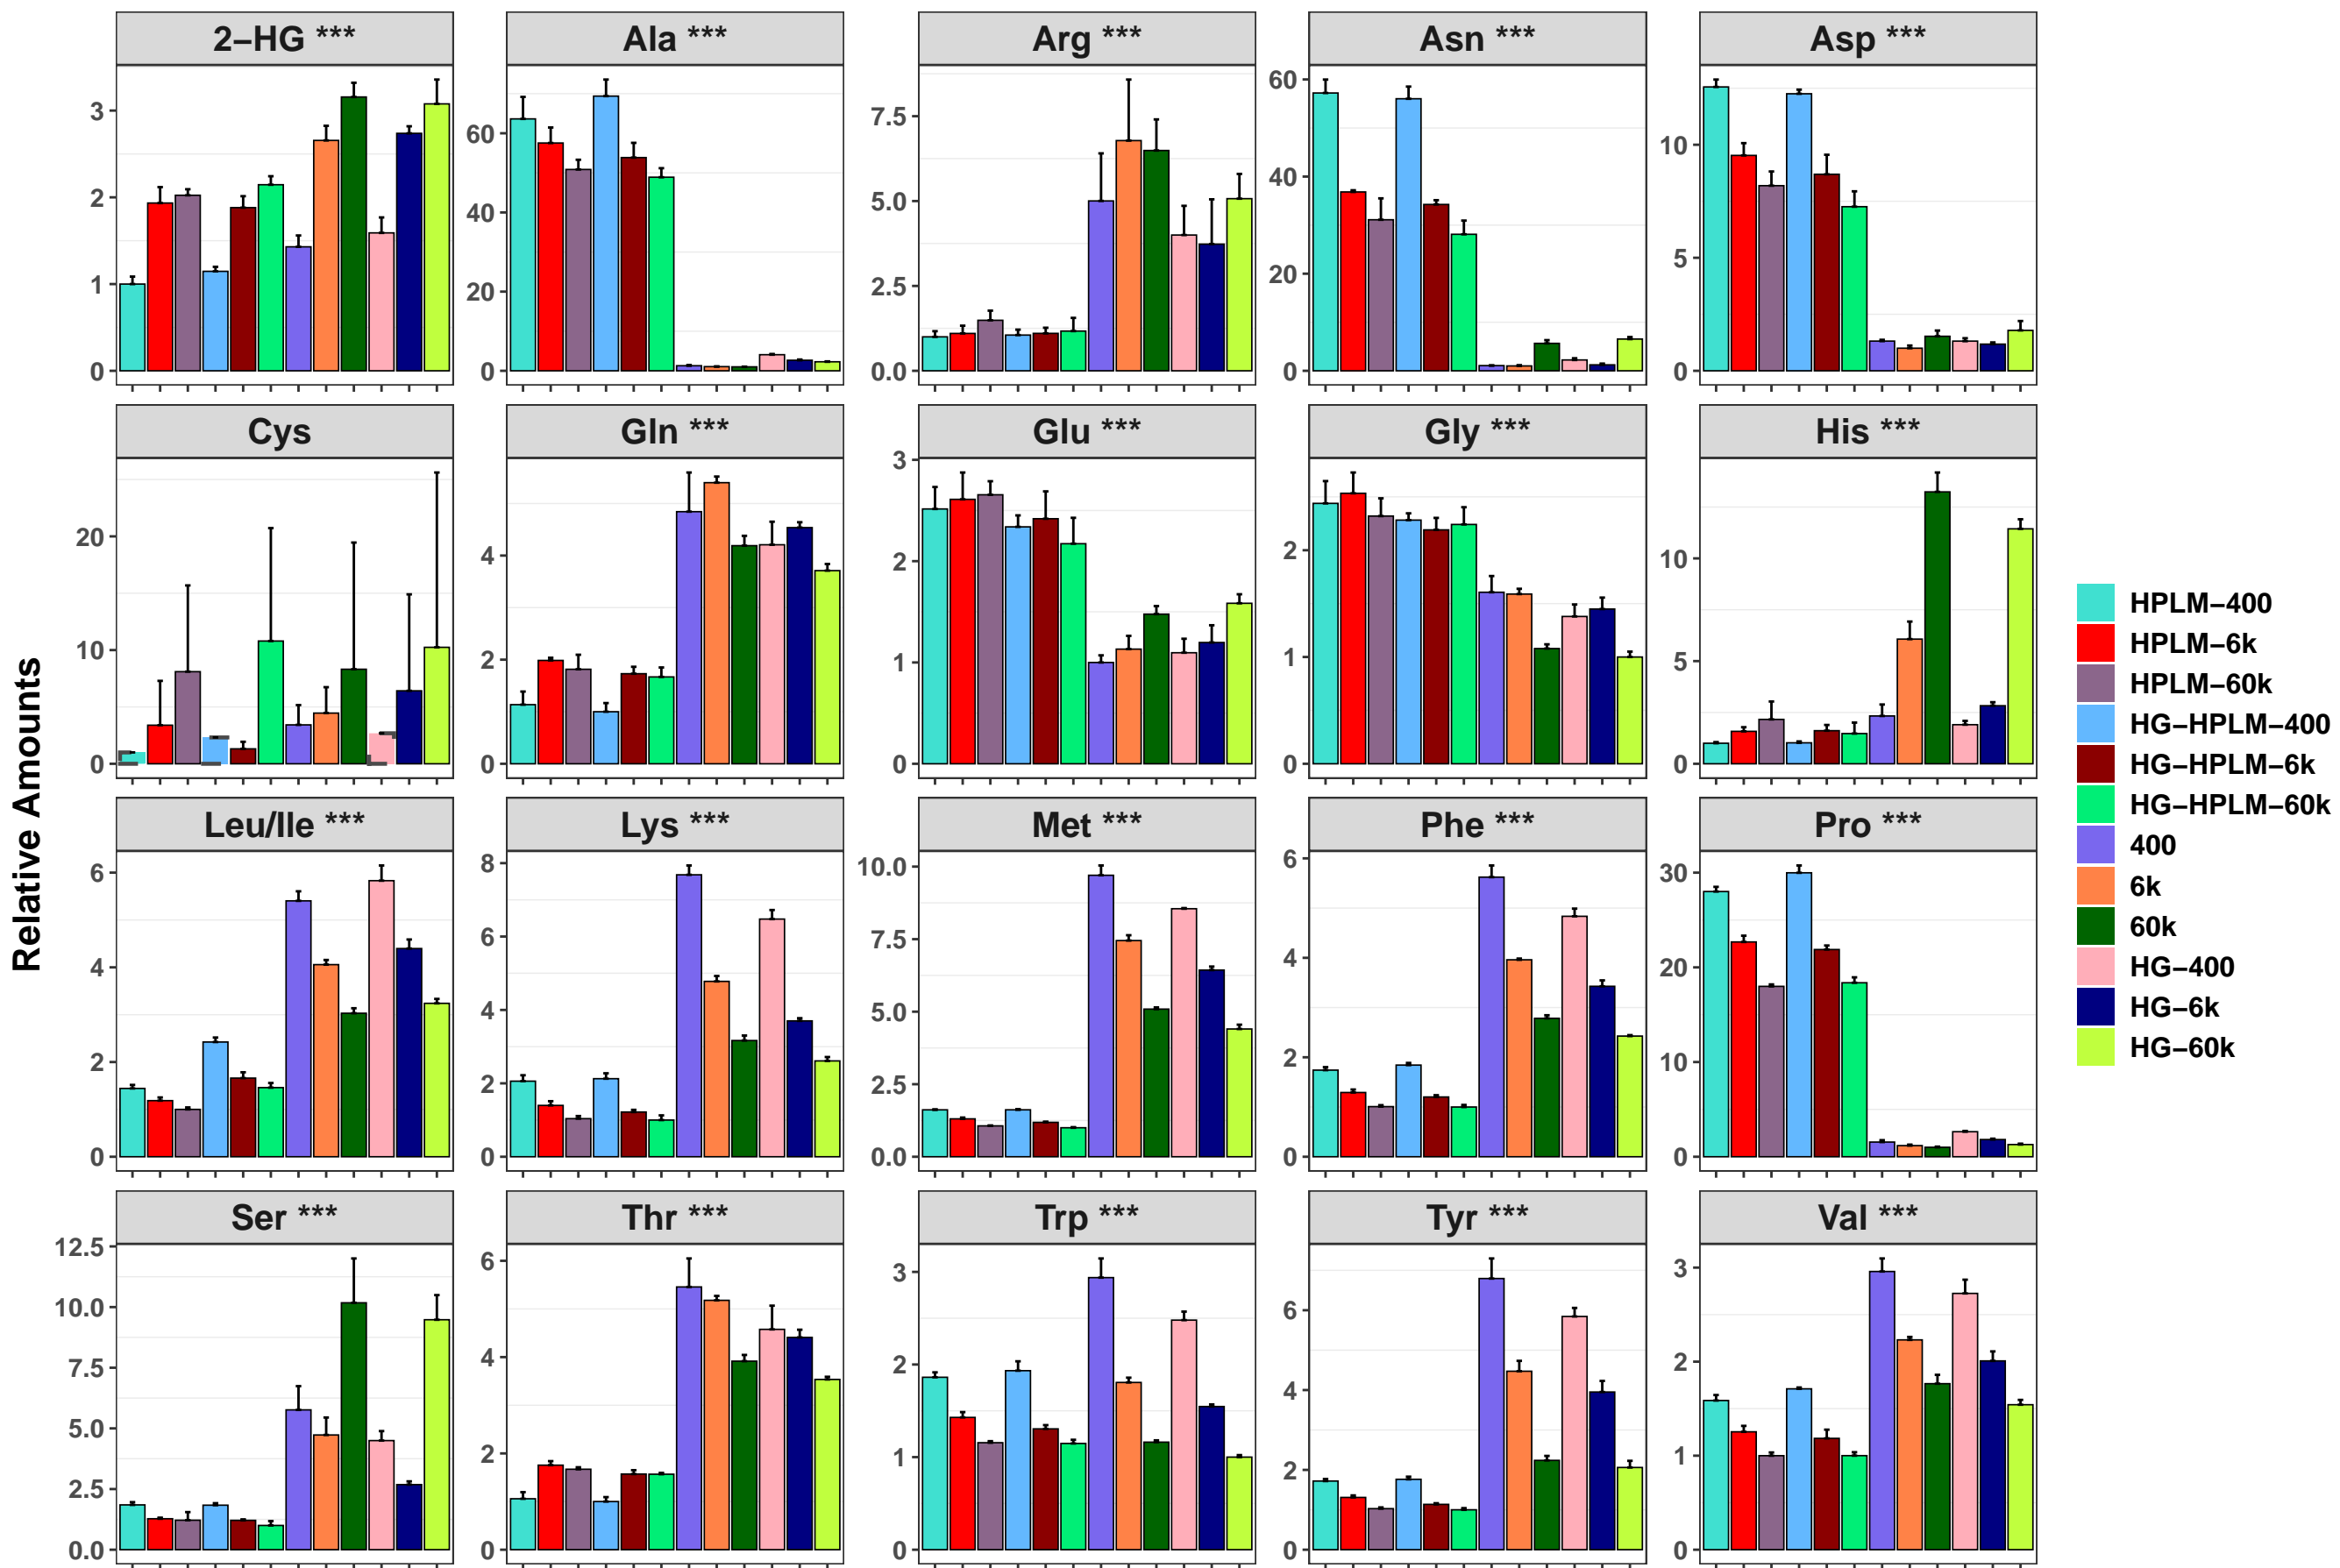 2–HG ***
Ala ***
Arg ***
Asn ***
Asp ***
3
2
1
0
60
40
20
0
7.5
5.0
2.5
0.0
60
40
20
0
10
5
0
Cys
Gln ***
Glu ***
Gly ***
His ***
20
10
0
4
2
0
3
2
1
0
2
1
0
10
5
0
Leu/Ile ***
Lys ***
Met ***
Phe ***
Pro ***
6
4
2
0
8
6
4
2
0
10.0
7.5
5.0
2.5
0.0
6
4
2
0
30
20
10
0
Ser ***
Thr ***
Trp ***
Tyr ***
Val ***
12.5
10.0
7.5
5.0
2.5
0.0
6
4
2
0
3
2
1
0
6
4
2
0
3
2
1
0
Relative Amounts
HPLM–400
HPLM–6k
HPLM–60k
HG–HPLM–400
HG–HPLM–6k
HG–HPLM–60k
400
6k
60k
HG–400
HG–6k
HG–60k